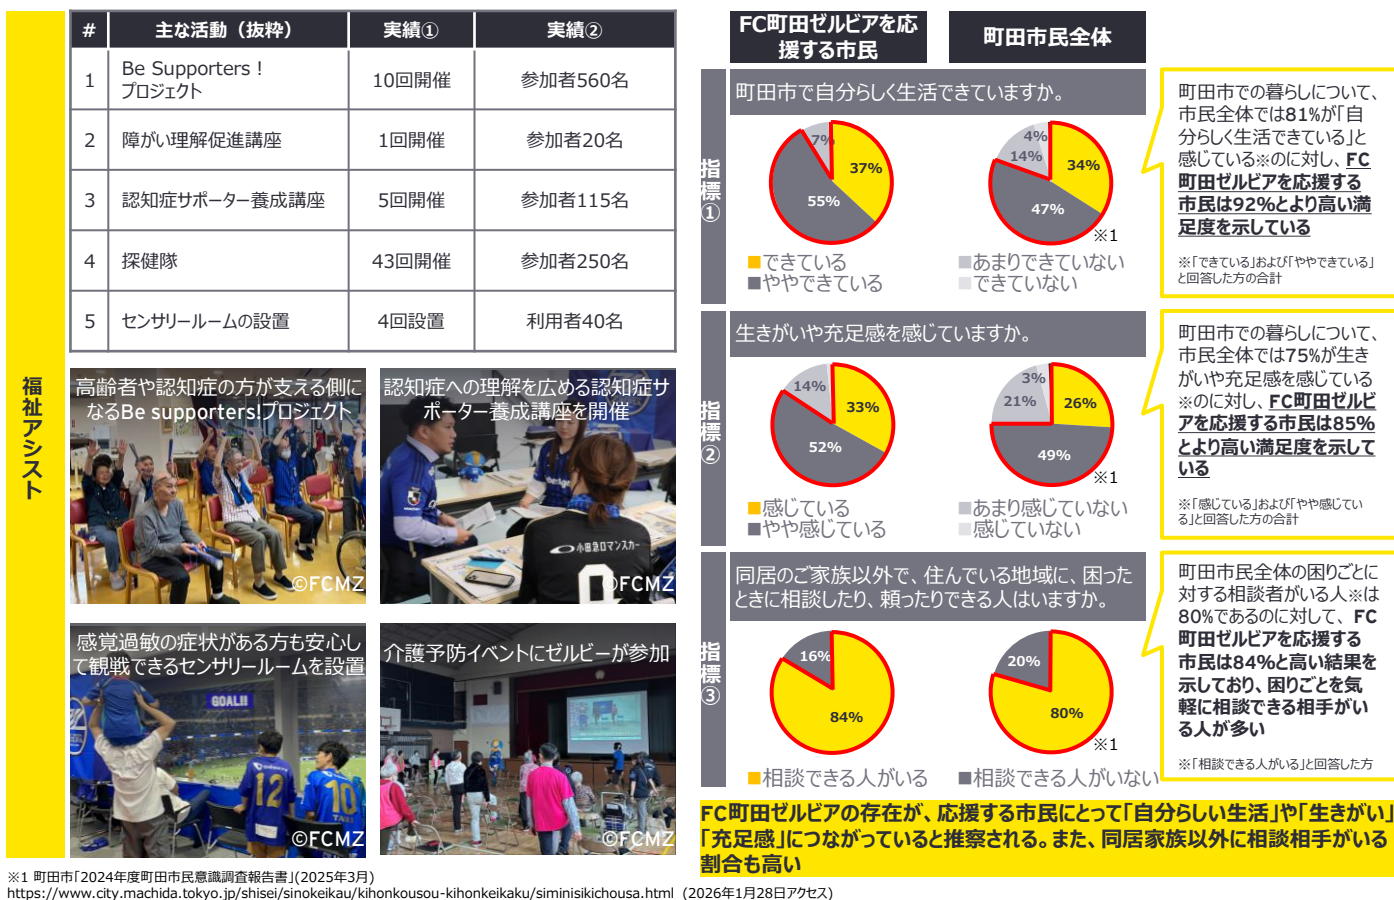 福祉アシスト
# 主な活動（抜粋） 実績① 実績②
1 Be Supporters！プロジェクト 10回開催 参加者560名
2 障がい理解促進講座 1回開催 参加者20名
3 認知症サポーター養成講座 5回開催 参加者115名
4 探健隊 43回開催 参加者250名
5 センサリールームの設置 4回設置 利用者40名
高齢者や認知症の方が支える側に
なるBe supporters!プロジェクト
©FCMZ
認知症への理解を広める認知症サ
ポーター養成講座を開催
小田急ロマンスカー
©FCMZ
感覚過敏の症状がある方も安心し
て観戦できるセンサリールームを設置
GOAL!!
12
10
©FCMZ
介護予防イベントにゼルビーが参加
FC町田ゼルビアを応
援する市民
町田市民全体
指標①
町田市で自分らしく生活できていますか。
7%
37%
55%
4%
14%
34%
47%
※1
■できている
■ややできている
■あまりできていない
■できていない
町田市での暮らしについて、
市民全体では81%が「自
分らしく生活できている」と
感じている※のに対し、FC
町田ゼルビアを応援する
市民は92%とより高い満
足度を示している
※「できている」および「ややできている」
と回答した方の合計
指標②
生きがいや充足感を感じていますか。
14%
33%
52%
3%
21%
26%
49%
※1
■感じている
■やや感じている
■あまり感じていない
■感じていない
町田市での暮らしについて、
市民全体では75%が生き
がいや充足感を感じている
※のに対し、FC町田ゼルビ
アを応援する市民は85%
とより高い満足度を示して
いる
※「感じている」および「やや感じてい
る」と回答した方の合計
指標③
同居のご家族以外で、住んでいる地域に、困った
ときに相談したり、頼ったりできる人はいますか。
16%
84%
20%
80%
※1
■相談できる人がいる
■相談できる人がいない
町田市民全体の困りごとに
対する相談者がいる人※は
80%であるのに対して、FC
町田ゼルビアを応援する
市民は84%と高い結果を
示しており、困りごとを気
軽に相談できる相手がい
る人が多い
※「相談できる人がいる」と回答した方
FC町田ゼルビアの存在が、応援する市民にとって「自分らしい生活」や「生きがい」
「充足感」につながっていると推察される。また、同居家族以外に相談相手がいる
割合も高い
※1 町田市「2024年度町田市民意識調査報告書」(2025年3月)
https://www.city.machida.tokyo.jp/shisei/sinokeikau/kihonkousou-kihonkeikaku/siminisikichousa.html（2026年1月28日アクセス）